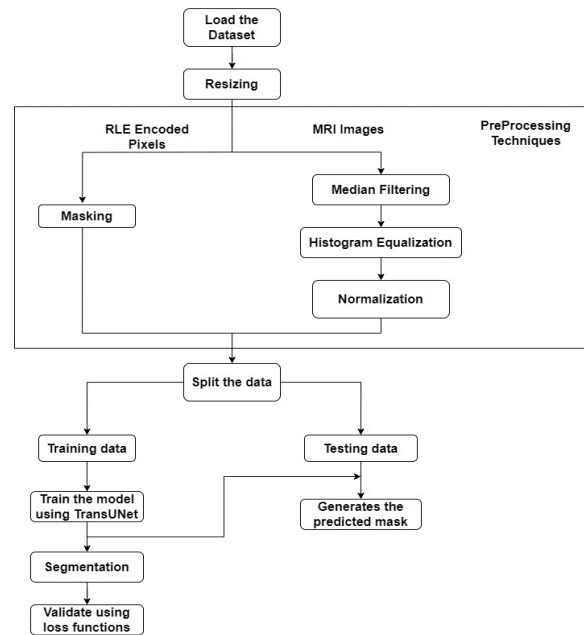 Load the
Dataset
Resizing
RLE Encoded
Pixels
MRI Images
PreProcessing
Techniques
Median Filtering
Masking
Histogram Equalization
Normalization
Split the data
Training data
Testing data
Train the model
using TransUNet
Generates the
predicted mask
Segmentation
Validate using
loss functions